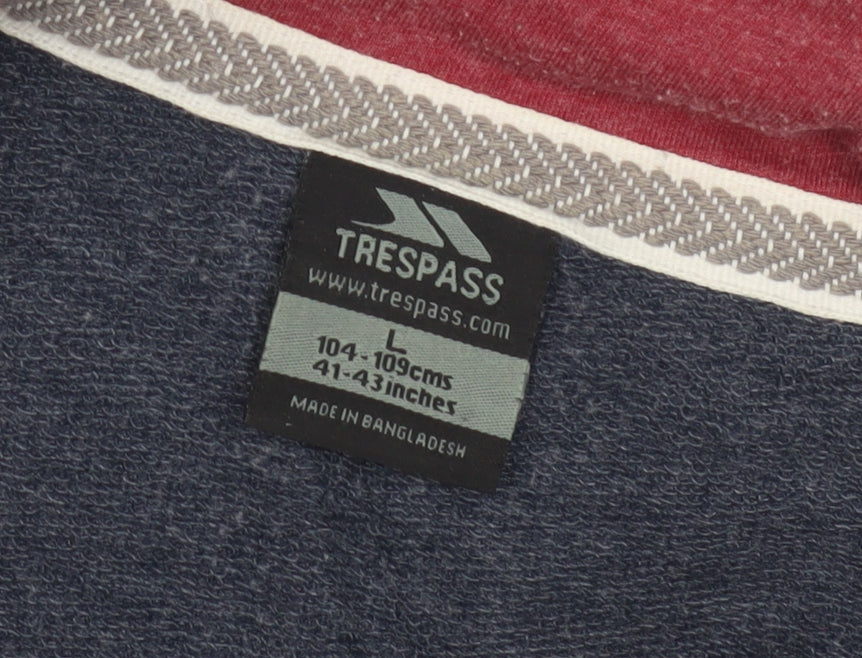 TRESPASS
www.trespass.com
L
104-109cms
41-43inches
MADE IN BANGLADESH